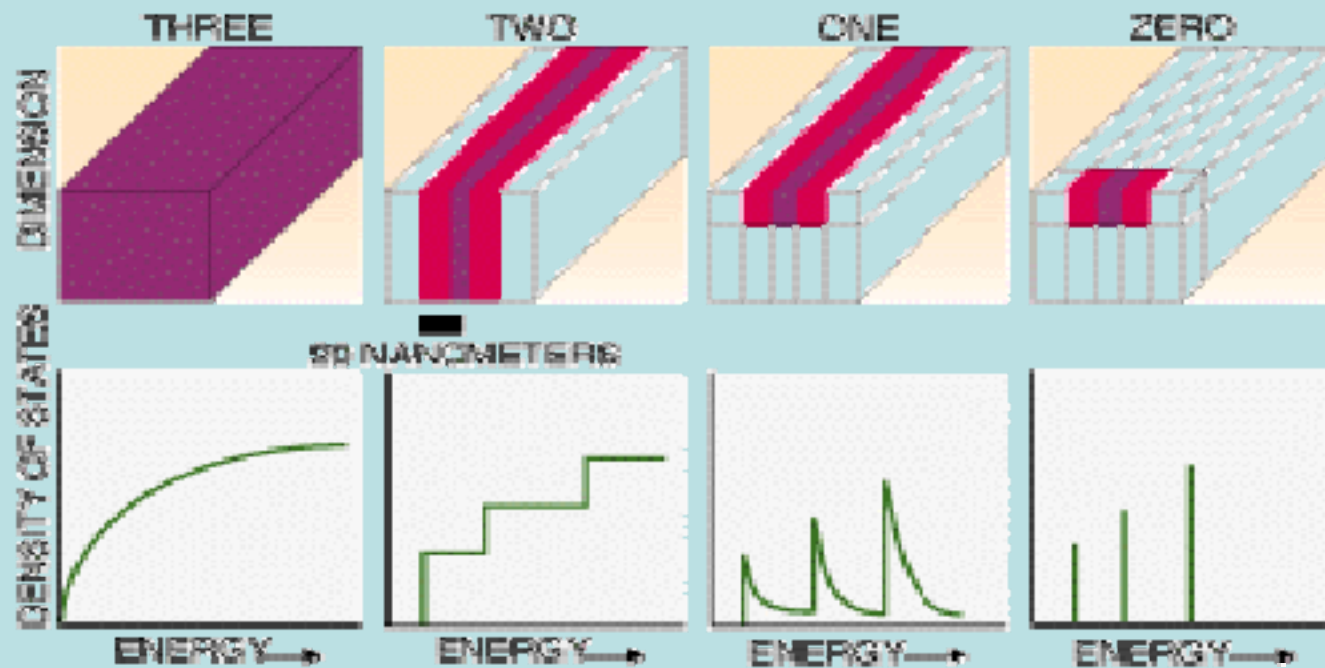 THREE TWO ONE ZERO
DIMENSION
NANOMETERS
DENSITY OF STATES
ENERGY ENERGY ENERGY ENERGY